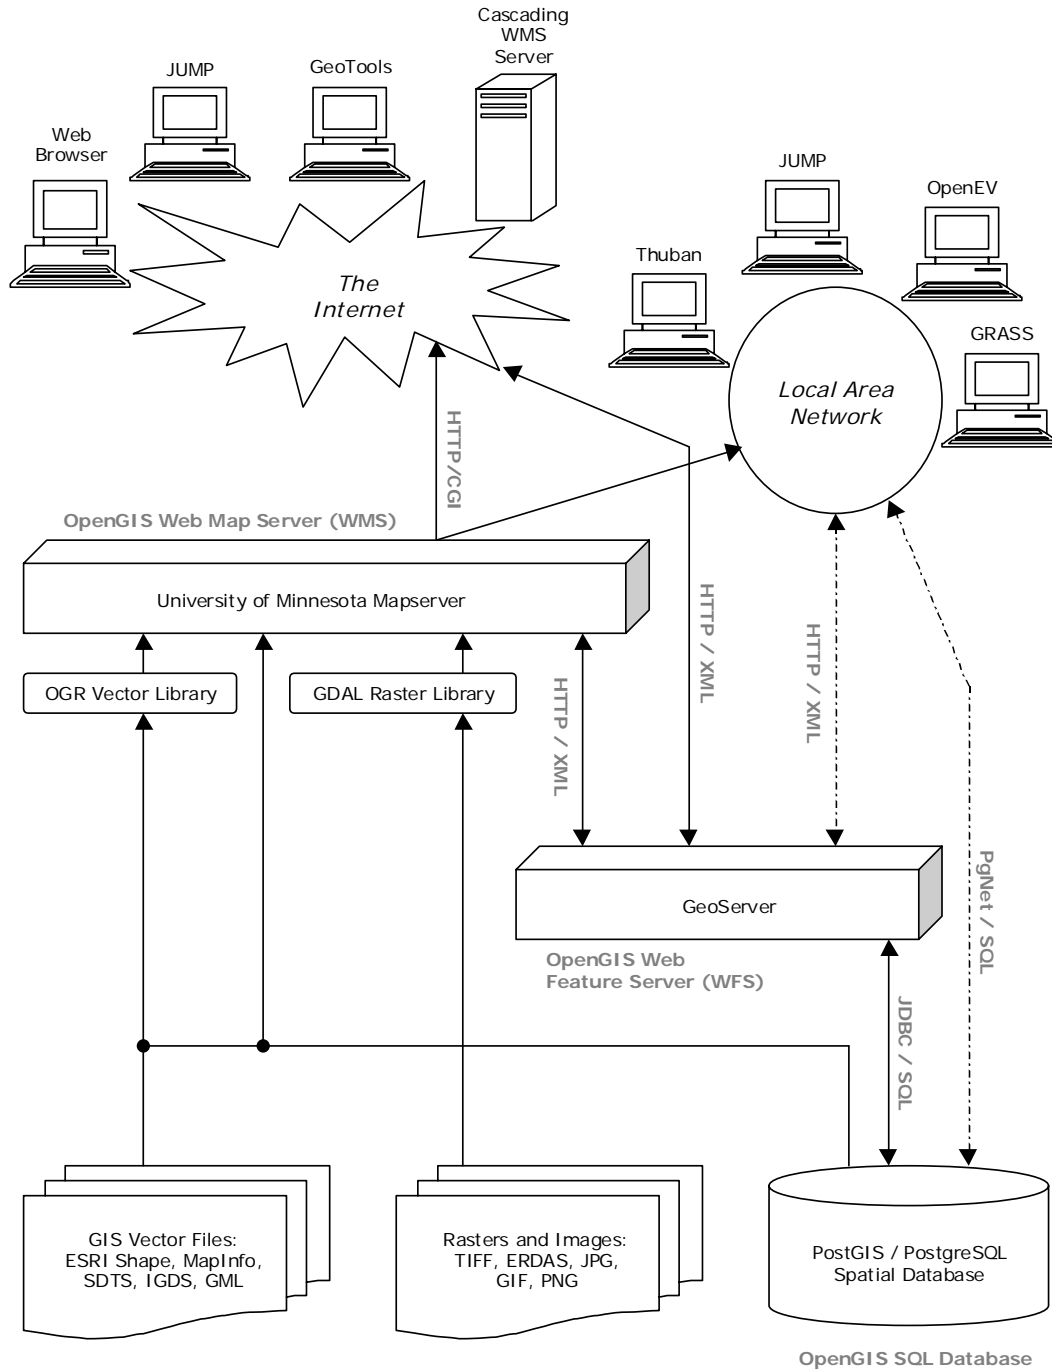 Cascading
WMS
Server
JUMP
GeoTools
Web
Browser
JUMP
OpenEV
Thuban
GRASS
The
Internet
Local Area
Network
HTTP/CGI
OpenGIS Web Map Server (WMS)
University of Minnesota Mapserver
OGR Vector Library
GDAL Raster Library
HTTP / XML
HTTP / XML
HTTP / XML
PgNet / SQL
GeoServer
OpenGIS Web
Feature Server (WFS)
JDBC / SQL
GIS Vector Files:
ESRI Shape, MapInfo,
SDTS, IGDS, GML
Rasters and Images:
TIFF, ERDAS, JPG,
GIF, PNG
PostGIS / PostgreSQL
Spatial Database
OpenGIS SQL Database